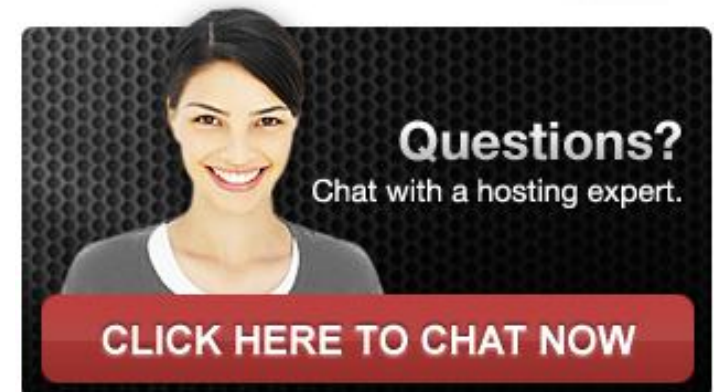 Questions?
Chat with a hosting expert.
CLICK HERE TO CHAT NOW